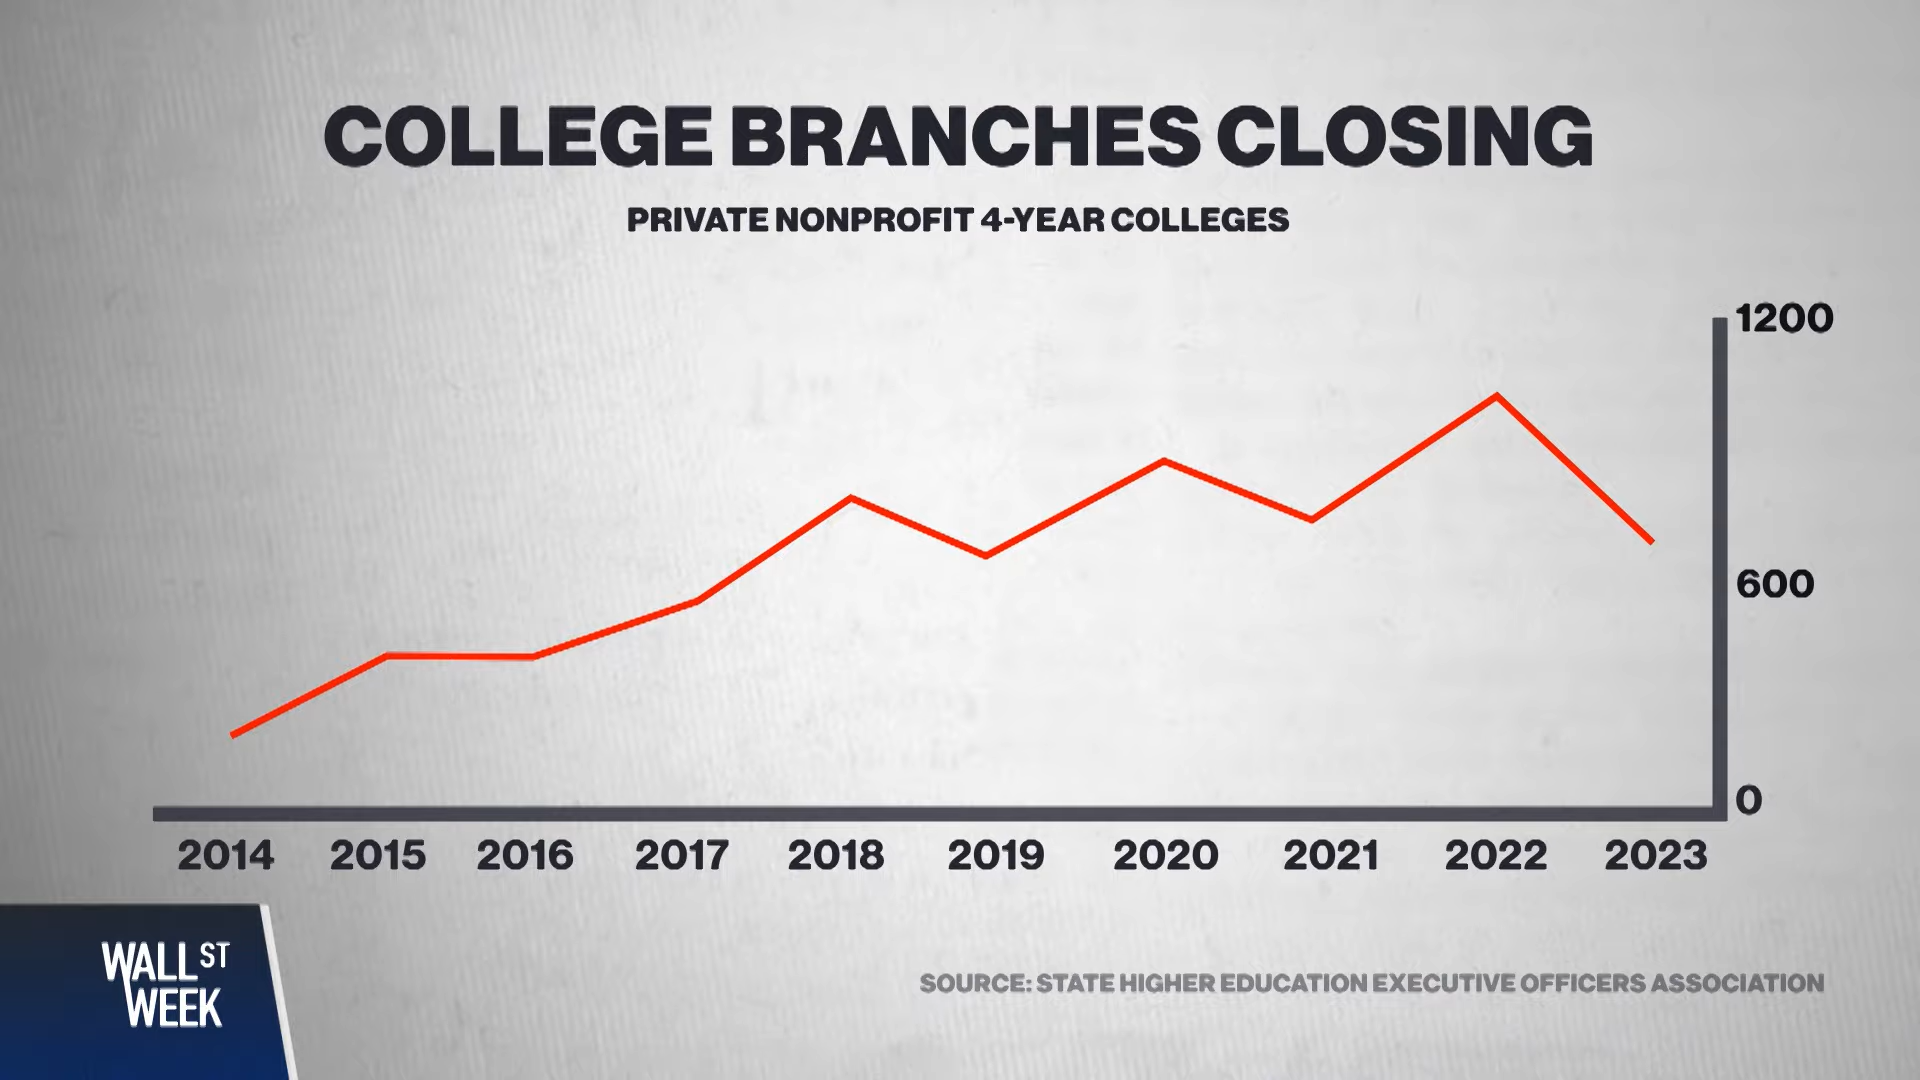 COLLEGE BRANCHES CLOSING
PRIVATE NONPROFIT 4-YEAR COLLEGES
1200
600
0
2014 2015 2016 2017 2018 2019 2020 2021 2022 2023
WALL ST
WEEK
SOURCE: STATE HIGHER EDUCATION EXECUTIVE OFFICERS ASSOCIATION